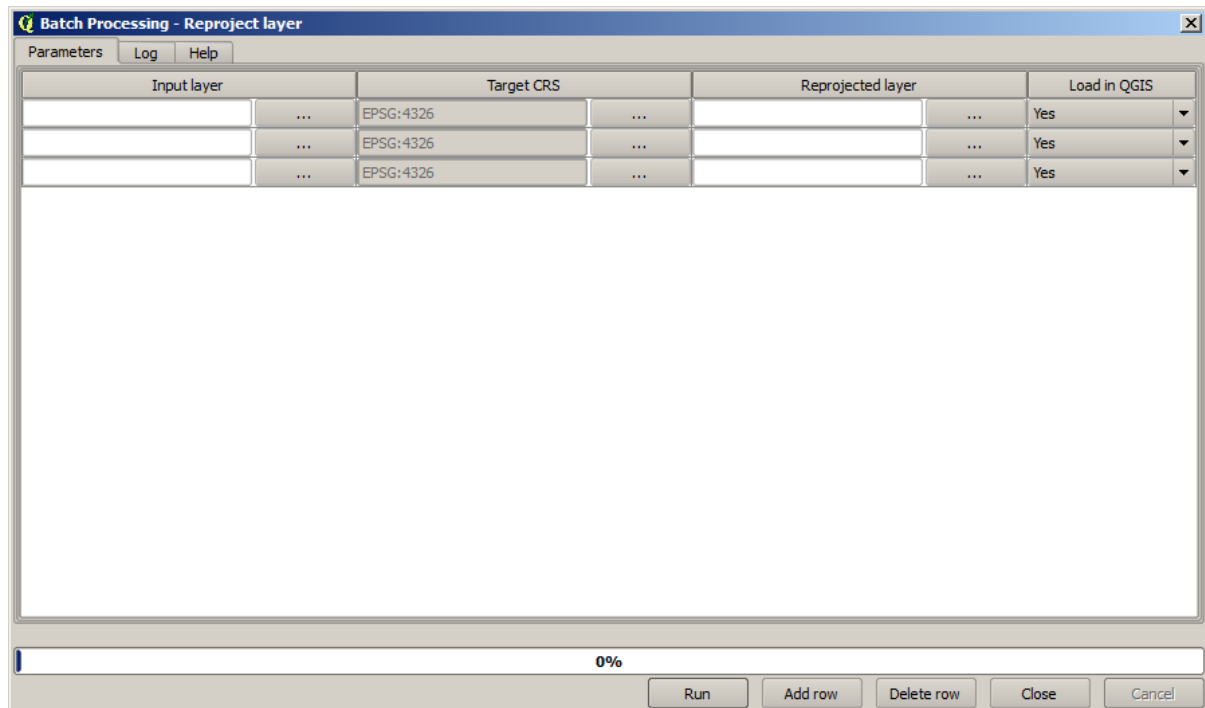 Batch Processing - Reproject layer
Parameters Log Help
Input layer Target CRS Reprojected layer Load in QGIS
... EPSG:4326 ... ... Yes
... EPSG:4326 ... ... Yes
... EPSG:4326 ... ... Yes
0%
Run Add row Delete row Close Cancel